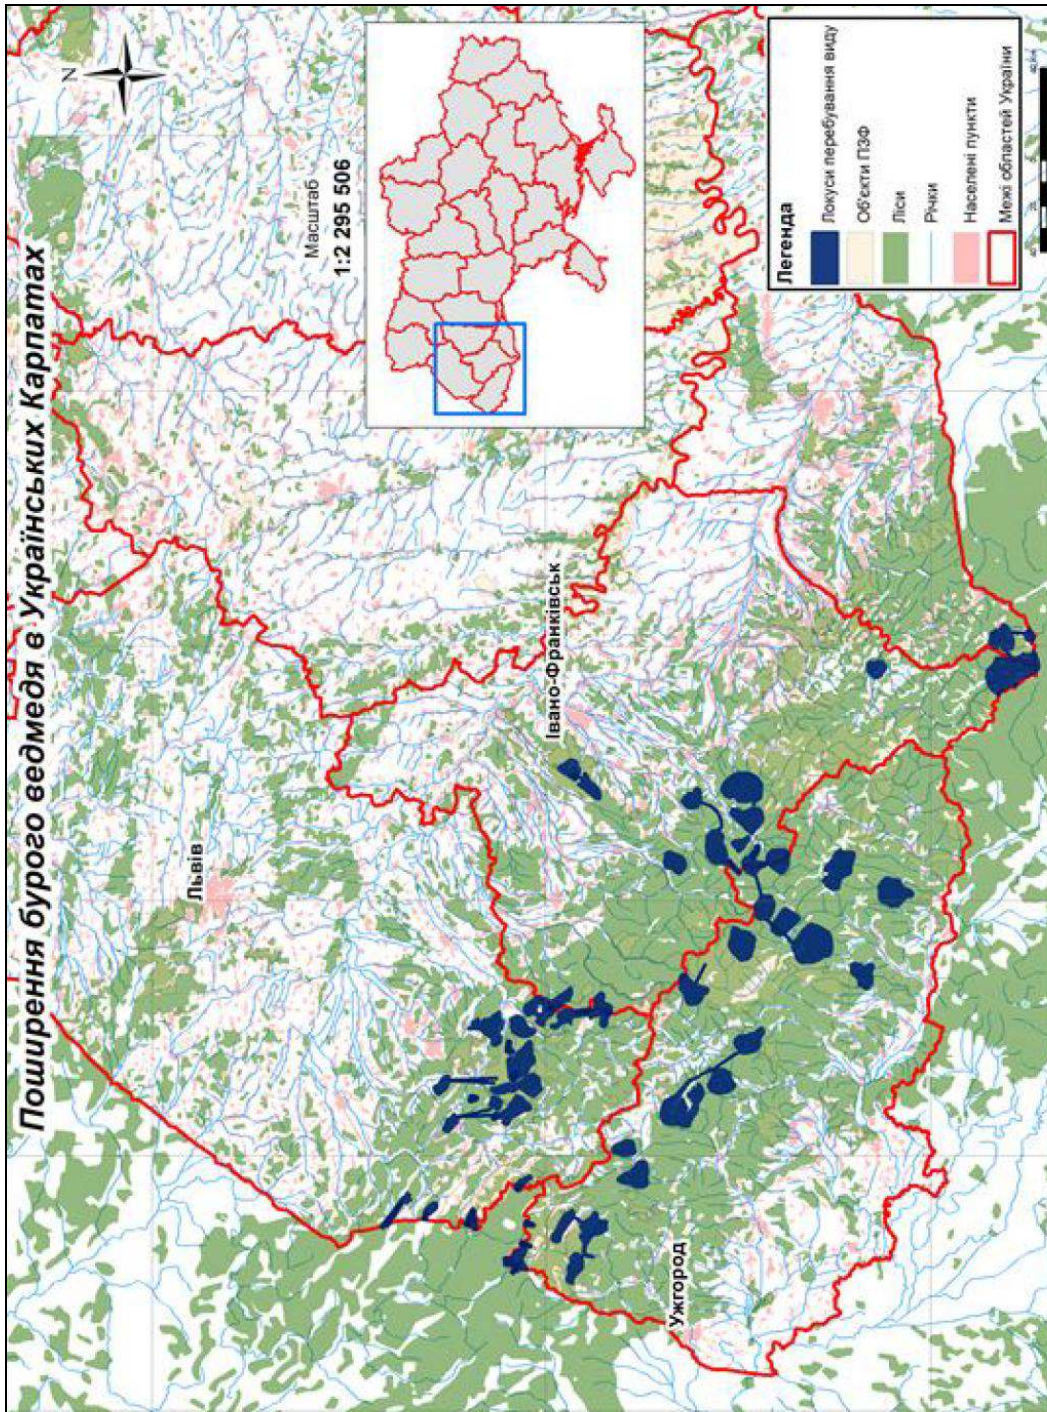 Поширення бурого ведмедя в Українських Карпатах
N
Масштаб
1:2 295 506
Львів
Івано-Франківськ
Ужгород
Легенда
Локуси перебування виду
Об'єкти ПЗФ
Ліси
Річки
Населені пункти
Межі областей України